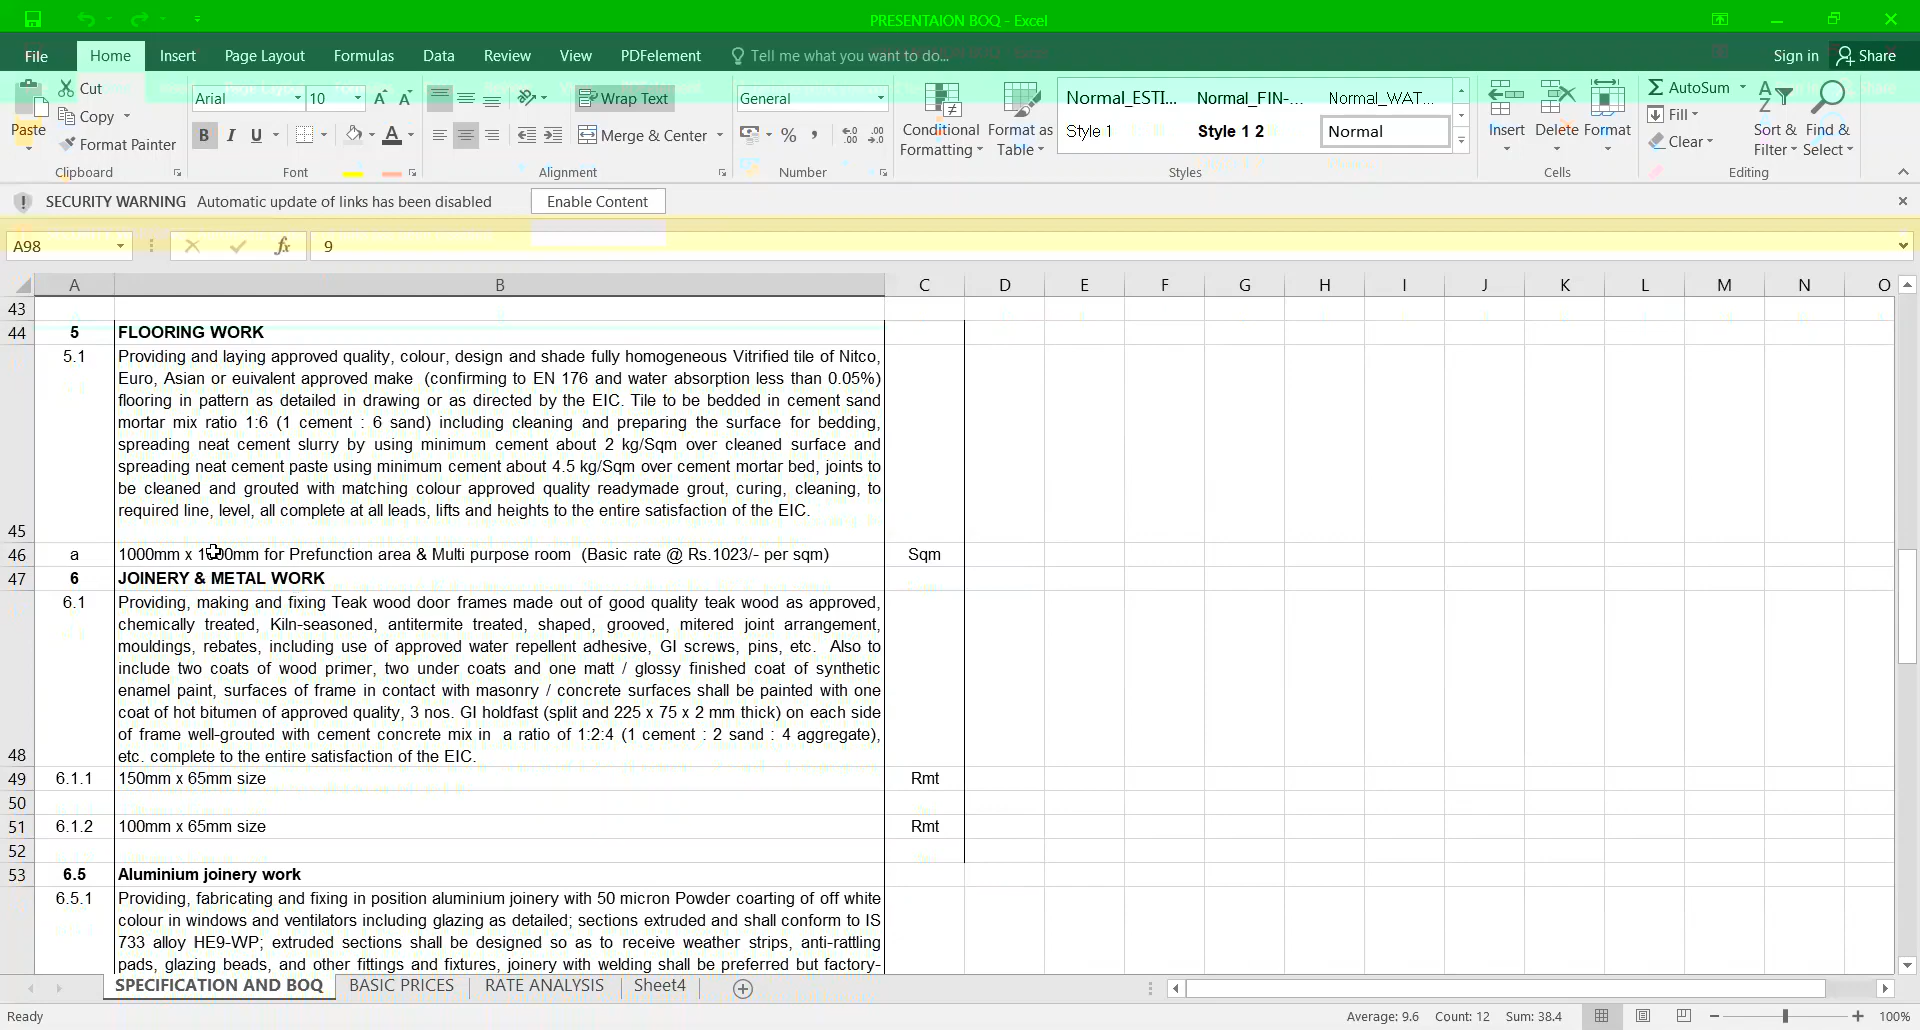 PRESENTAION BOQ - Excel
File Home Insert Page Layout Formulas Data Review View PDFelement Tell me what you want to do... Sign in Share
Paste Cut Copy Format Painter
Arial 10 Wrap Text Merge & Center
General
Conditional Formatting Format as Table
Normal_ESTI... Normal_FIN-... Normal_WAT...
Style 1 Style 1 2 Normal
Insert Delete Format
AutoSum Fill Clear Sort & Filter Find & Select
Clipboard Font Alignment Number Styles Cells Editing
SECURITY WARNING Automatic update of links has been disabled Enable Content
A98 fx 9
A B C D E F G H I J K L M N O
43
44 5 FLOORING WORK
5.1 Providing and laying approved quality, colour, design and shade fully homogeneous Vitrified tile of Nitco,
Euro, Asian or euivalent approved make (confirming to EN 176 and water absorption less than 0.05%)
flooring in pattern as detailed in drawing or as directed by the EIC. Tile to be bedded in cement sand
mortar mix ratio 1:6 (1 cement : 6 sand) including cleaning and preparing the surface for bedding,
spreading neat cement slurry by using minimum cement about 2 kg/Sqm over cleaned surface and
spreading neat cement paste using minimum cement about 4.5 kg/Sqm over cement mortar bed, joints to
be cleaned and grouted with matching colour approved quality readymade grout, curing, cleaning, to
required line, level, all complete at all leads, lifts and heights to the entire satisfaction of the EIC.
45
46 a 1000mm x for Prefunction area & Multi purpose room (Basic rate @ Rs.1023/- per sqm) Sqm
47 6 JOINERY & METAL WORK
6.1 Providing, making and fixing Teak wood door frames made out of good quality teak wood as approved,
chemically treated, Kiln-seasoned, antitermite treated, shaped, grooved, mitered joint arrangement,
mouldings, rebates, including use of approved water repellent adhesive, GI screws, pins, etc. Also to
include two coats of wood primer, two under coats and one matt / glossy finished coat of synthetic
enamel paint, surfaces of frame in contact with masonry / concrete surfaces shall be painted with one
coat of hot bitumen of approved quality, 3 nos. GI holdfast (split and 225 x 75 x 2 mm thick) on each side
of frame well-grouted with cement concrete mix in a ratio of 1:2:4 (1 cement : 2 sand : 4 aggregate),
48 etc. complete to the entire satisfaction of the EIC.
49 6.1.1 150mm x 65mm size Rmt
50
51 6.1.2 100mm x 65mm size Rmt
52
53 6.5 Aluminium joinery work
6.5.1 Providing, fabricating and fixing in position aluminium joinery with 50 micron Powder coarting of off white
colour in windows and ventilators including glazing as detailed; sections extruded and shall conform to IS
733 alloy HE9-WP; extruded sections shall be designed so as to receive weather strips, anti-rattling
pads, glazing beads, and other fittings and fixtures, joinery with welding shall be preferred but factory-
SPECIFICATION AND BOQ BASIC PRICES RATE ANALYSIS Sheet4
Ready Average: 9.6 Count: 12 Sum: 38.4 100%